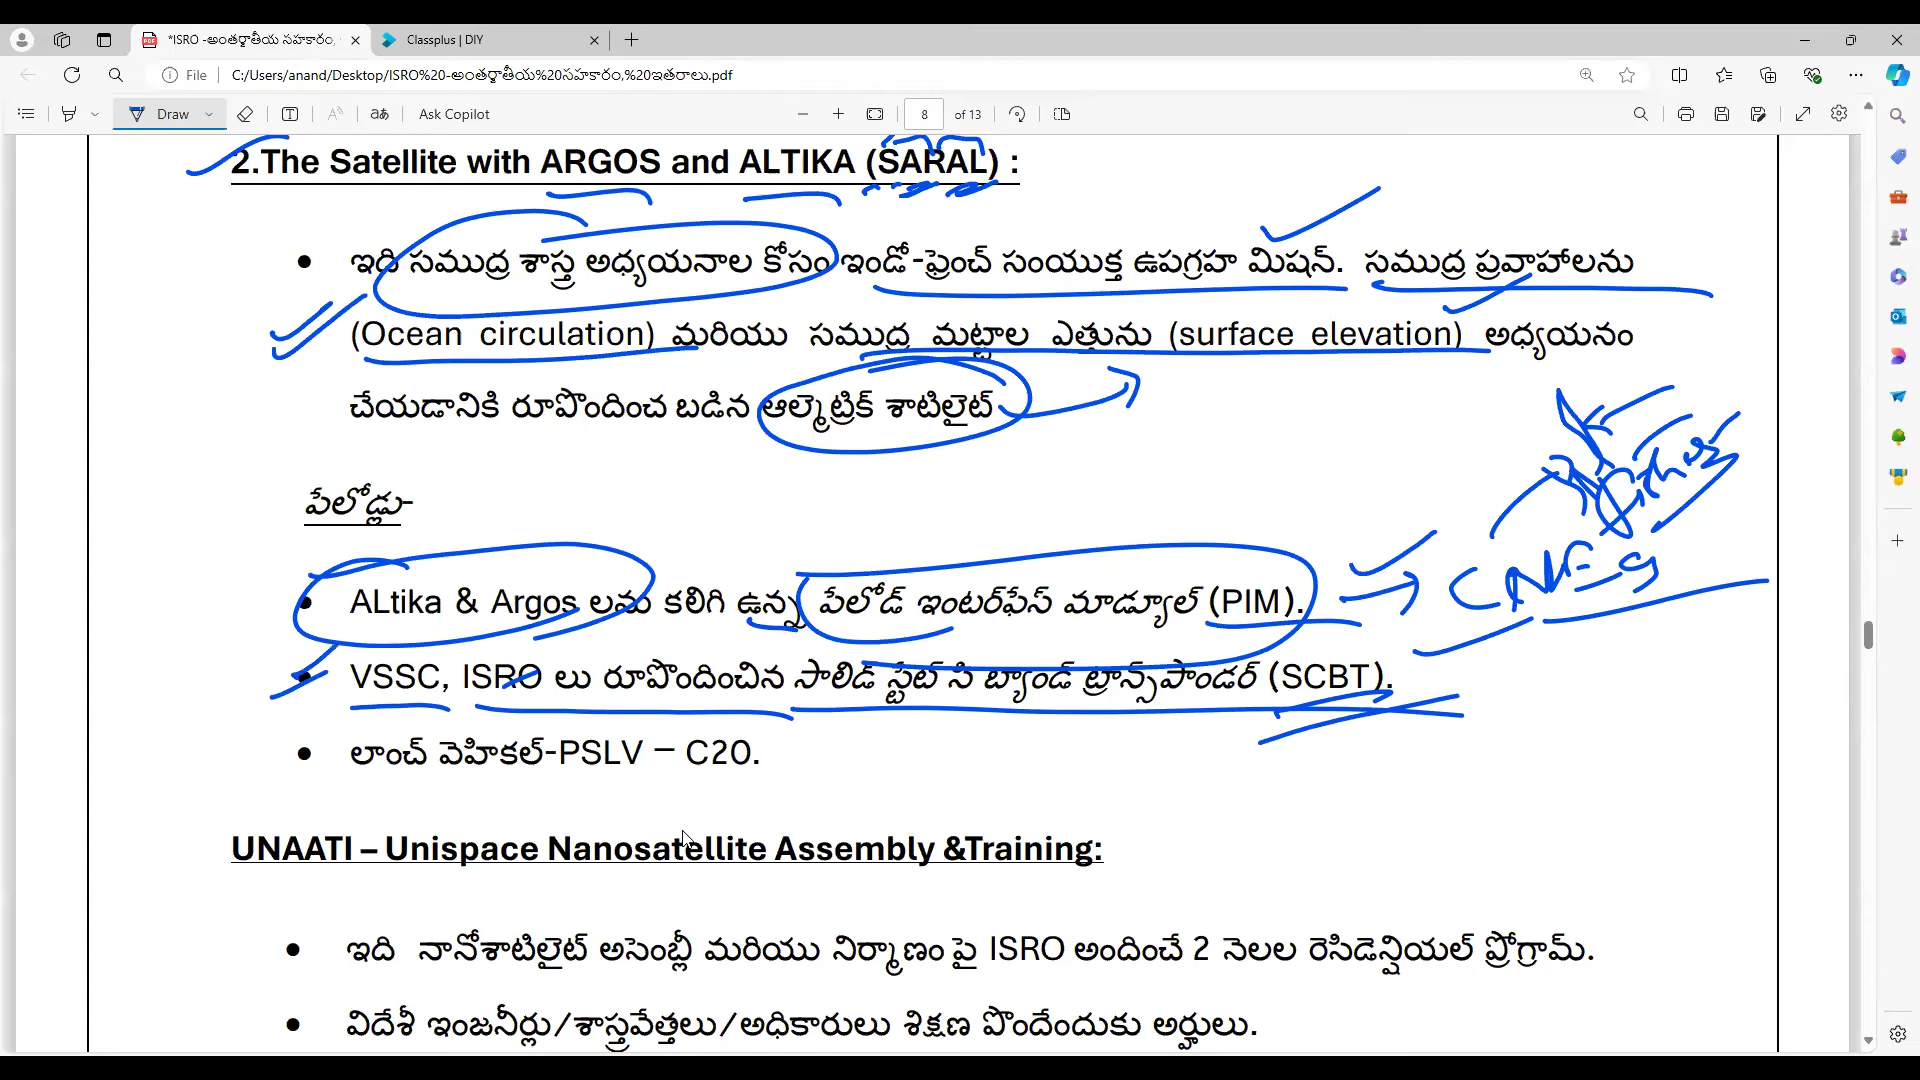 *ISRO -అంతర్జాతీయ సహకారం,
Classplus | DIY
File
C:/Users/anand/Desktop/ISRO%20-అంతర్జాతీయ%20సహకారం,%20ఇతరాలు.pdf
Draw
Ask Copilot
8 of 13
2.The Satellite with ARGOS and ALTIKA (SARAL) :
• ఇది సముద్ర శాస్త్ర అధ్యయనాల కోసం ఇండో-ఫ్రెంచ్ సంయుక్త ఉపగ్రహ మిషన్. సముద్ర ప్రవాహాలను
(Ocean circulation) మరియు సముద్ర మట్టాల ఎత్తును (surface elevation) అధ్యయనం
చేయడానికి రూపొందించ బడిన ఆల్మెట్రిక్ శాటిలైట్
పేలోడ్లు-
• ALtika & Argos లను కలిగి ఉన్న పేలోడ్ ఇంటర్‌ఫేస్ మాడ్యూల్ (PIM).
CNES
• VSSC, ISRO లు రూపొందించిన సాలిడ్ స్టేట్ సి బ్యాండ్ ట్రాన్స్‌పాండర్ (SCBT).
• లాంచ్ వెహికల్-PSLV – C20.
UNAATI – Unispace Nanosatellite Assembly &Training:
• ఇది నానోశాటిలైట్ అసెంబ్లీ మరియు నిర్మాణం పై ISRO అందించే 2 నెలల రెసిడెన్షియల్ ప్రోగ్రామ్.
• విదేశీ ఇంజనీర్లు/శాస్త్రవేత్తలు/అధికారులు శిక్షణ పొందేందుకు అర్హులు.